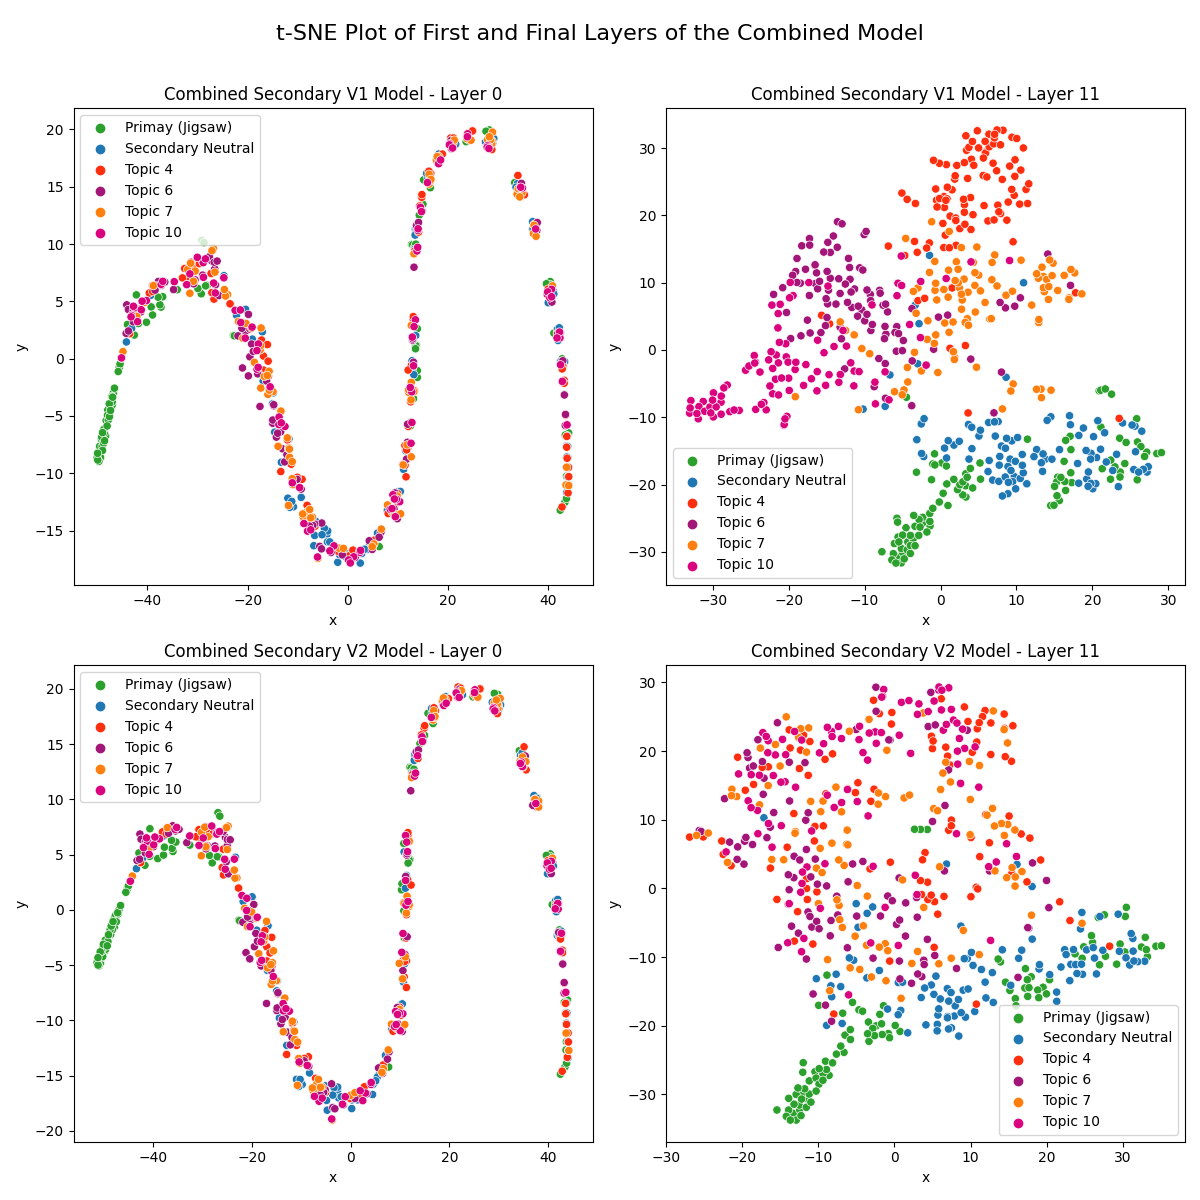 t-SNE Plot of First and Final Layers of the Combined Model
Combined Secondary V1 Model - Layer 0
20
15
10
5
0
−5
−10
−15
y
−40
−20
0
20
40
x
Primay (Jigsaw)
Secondary Neutral
Topic 4
Topic 6
Topic 7
Topic 10
Combined Secondary V1 Model - Layer 11
30
20
10
0
−10
−20
−30
y
−30
−20
−10
0
10
20
30
x
Primay (Jigsaw)
Secondary Neutral
Topic 4
Topic 6
Topic 7
Topic 10
Combined Secondary V2 Model - Layer 0
20
15
10
5
0
−5
−10
−15
−20
y
−40
−20
0
20
40
x
Primay (Jigsaw)
Secondary Neutral
Topic 4
Topic 6
Topic 7
Topic 10
Combined Secondary V2 Model - Layer 11
30
20
10
0
−10
−20
−30
y
−30
−20
−10
0
10
20
30
x
Primay (Jigsaw)
Secondary Neutral
Topic 4
Topic 6
Topic 7
Topic 10